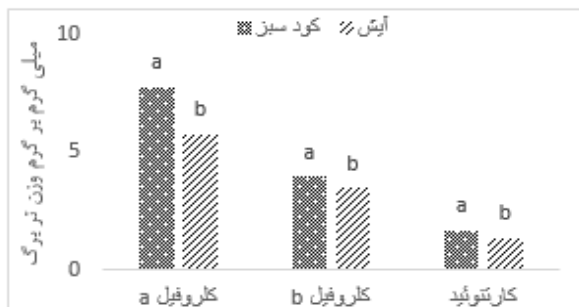 میلی گرم بر گرم وزن تر برگ
10
5
0
کود سبز آیش
a
b
a
b
a
b
کلروفیل a
کلروفیل b
کارتنوئید